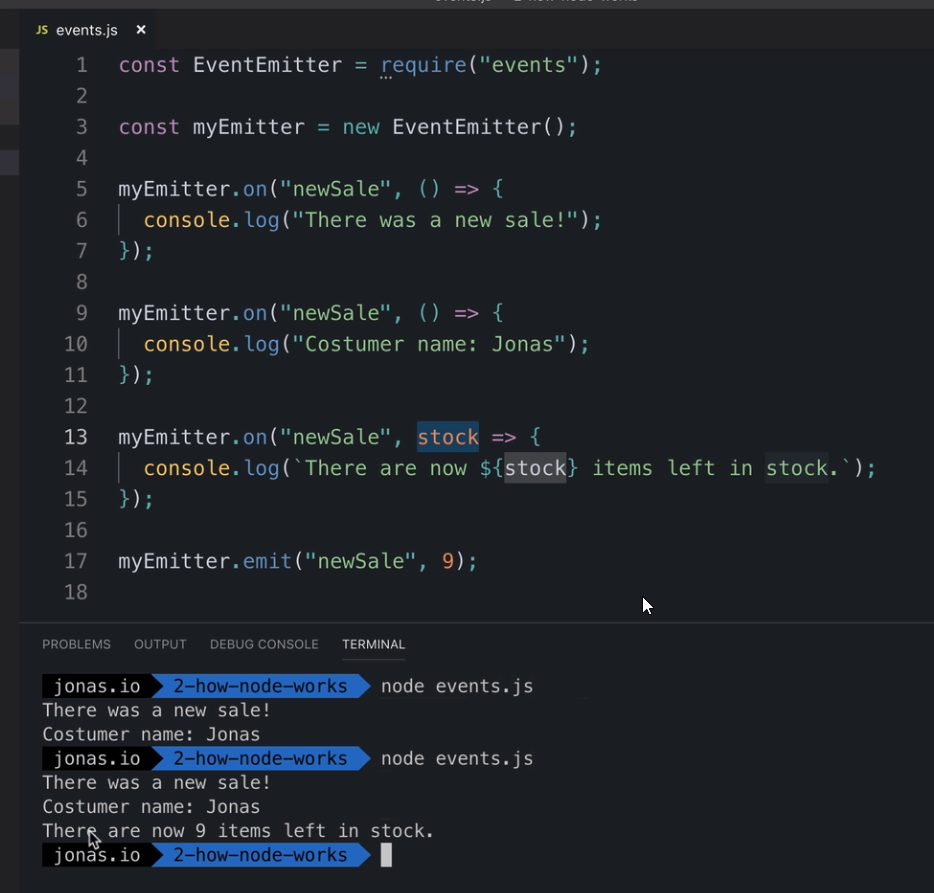 JS events.js ×
1 const EventEmitter = require("events");
2
3 const myEmitter = new EventEmitter();
4
5 myEmitter.on("newSale", () => {
6 console.log("There was a new sale!");
7 });
8
9 myEmitter.on("newSale", () => {
10 console.log("Costumer name: Jonas");
11 });
12
13 myEmitter.on("newSale", stock => {
14 console.log(`There are now ${stock} items left in stock.`);
15 });
16
17 myEmitter.emit("newSale", 9);
18
PROBLEMS OUTPUT DEBUG CONSOLE TERMINAL
jonas.io 2-how-node-works node events.js
There was a new sale!
Costumer name: Jonas
jonas.io 2-how-node-works node events.js
There was a new sale!
Costumer name: Jonas
There are now 9 items left in stock.
jonas.io 2-how-node-works